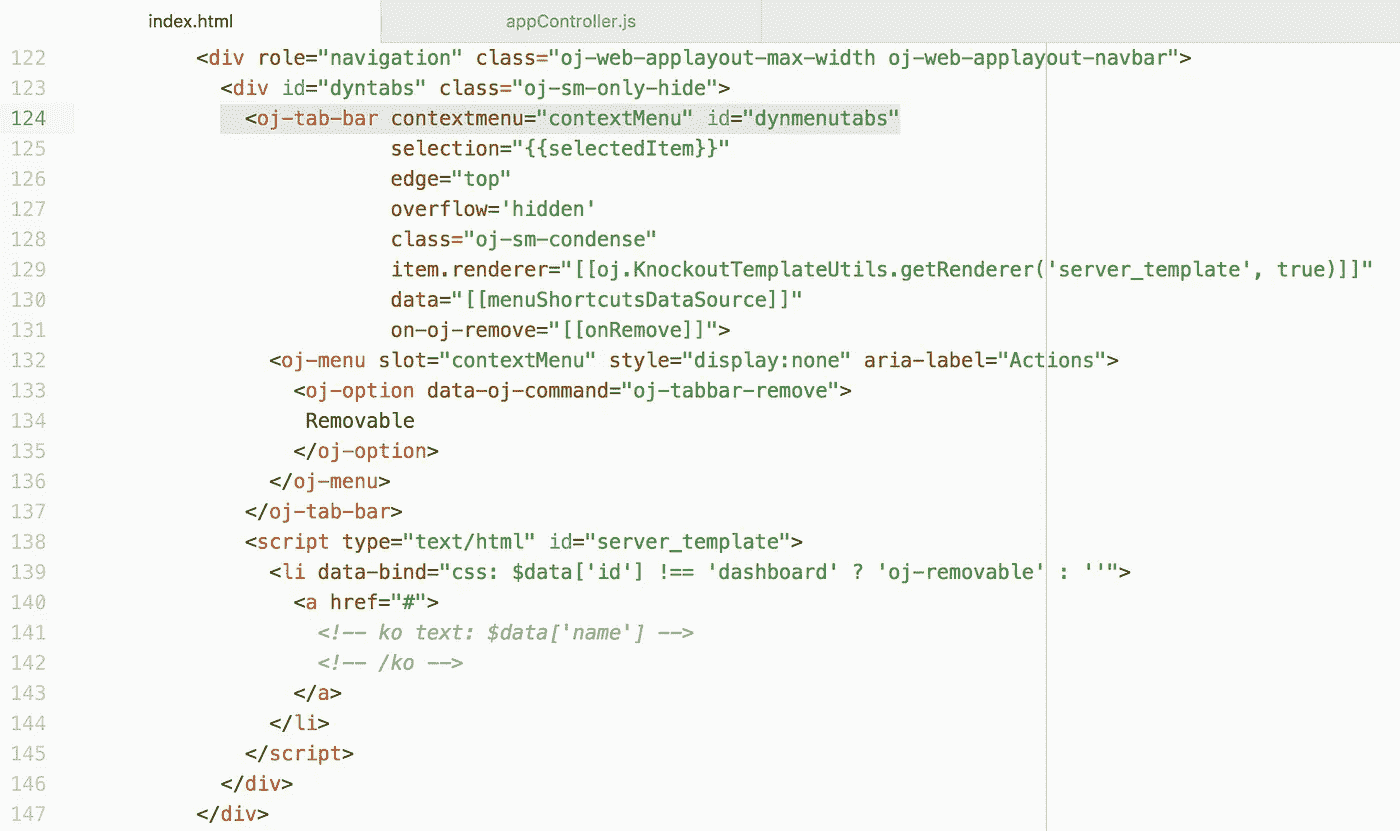 index.html appController.js
122 <div role="navigation" class="oj-web-applayout-max-width oj-web-applayout-navbar">
123 <div id="dyntabs" class="oj-sm-only-hide">
124 <oj-tab-bar contextmenu="contextMenu" id="dynmenutabs"
125 selection="{{selectedItem}}"
126 edge="top"
127 overflow='hidden'
128 class="oj-sm-condense"
129 item.renderer="[[oj.KnockoutTemplateUtils.getRenderer('server_template', true)]]"
130 data="[[menuShortcutsDataSource]]"
131 on-oj-remove="[[onRemove]]">
132 <oj-menu slot="contextMenu" style="display:none" aria-label="Actions">
133 <oj-option data-oj-command="oj-tabbar-remove">
134 Removable
135 </oj-option>
136 </oj-menu>
137 </oj-tab-bar>
138 <script type="text/html" id="server_template">
139 <li data-bind="css: $data['id'] !== 'dashboard' ? 'oj-removable' : ''">
140 <a href="#">
141 <!-- ko text: $data['name'] -->
142 <!-- /ko -->
143 </a>
144 </li>
145 </script>
146 </div>
147 </div>